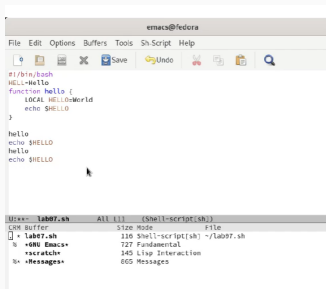 emacs@fedora
File Edit Options Buffers Tools Sh-Script Help
Save Undo
#!/bin/bash
HELL=Hello
function hello {
LOCAL HELLO=World
echo $HELLO
}
hello
echo $HELLO
hello
echo $HELLO
U:**- lab07.sh All L11 (Shell-script[sh])
CRM Buffer Size Mode File
. * lab07.sh 116 Shell-script[sh] ~/lab07.sh
% *GNU Emacs* 727 Fundamental
*scratch* 145 Lisp Interaction
%* *Messages* 865 Messages